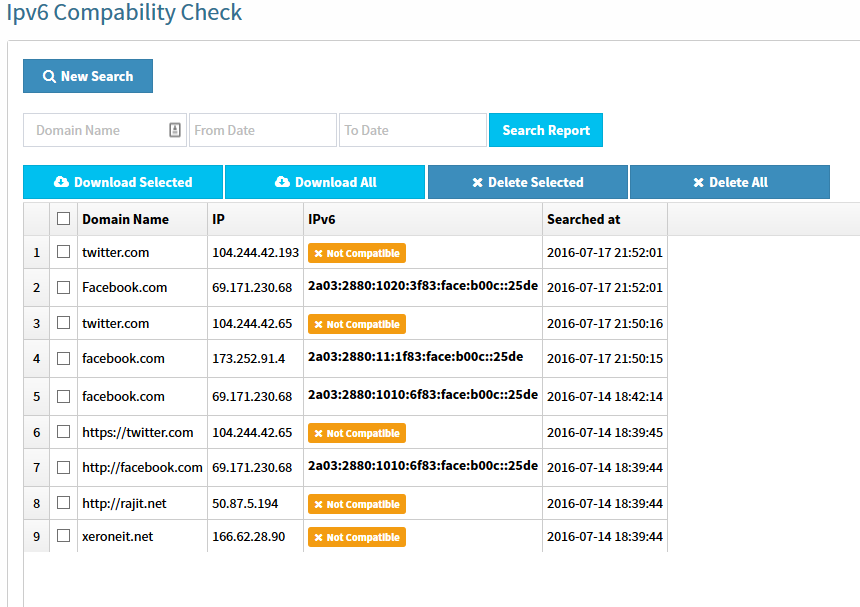 Ipv6 Compability Check
New Search
Domain Name From Date To Date Search Report
Download Selected Download All Delete Selected Delete All
Domain Name IP IPv6 Searched at
1 twitter.com 104.244.42.193 Not Compatible 2016-07-17 21:52:01
2 Facebook.com 69.171.230.68 2a03:2880:1020:3f83:face:b00c::25de 2016-07-17 21:52:01
3 twitter.com 104.244.42.65 Not Compatible 2016-07-17 21:50:16
4 facebook.com 173.252.91.4 2a03:2880:11:1f83:face:b00c::25de 2016-07-17 21:50:15
5 facebook.com 69.171.230.68 2a03:2880:1010:6f83:face:b00c::25de 2016-07-14 18:42:14
6 https://twitter.com 104.244.42.65 Not Compatible 2016-07-14 18:39:45
7 http://facebook.com 69.171.230.68 2a03:2880:1010:6f83:face:b00c::25de 2016-07-14 18:39:44
8 http://rajit.net 50.87.5.194 Not Compatible 2016-07-14 18:39:44
9 xeroneit.net 166.62.28.90 Not Compatible 2016-07-14 18:39:44